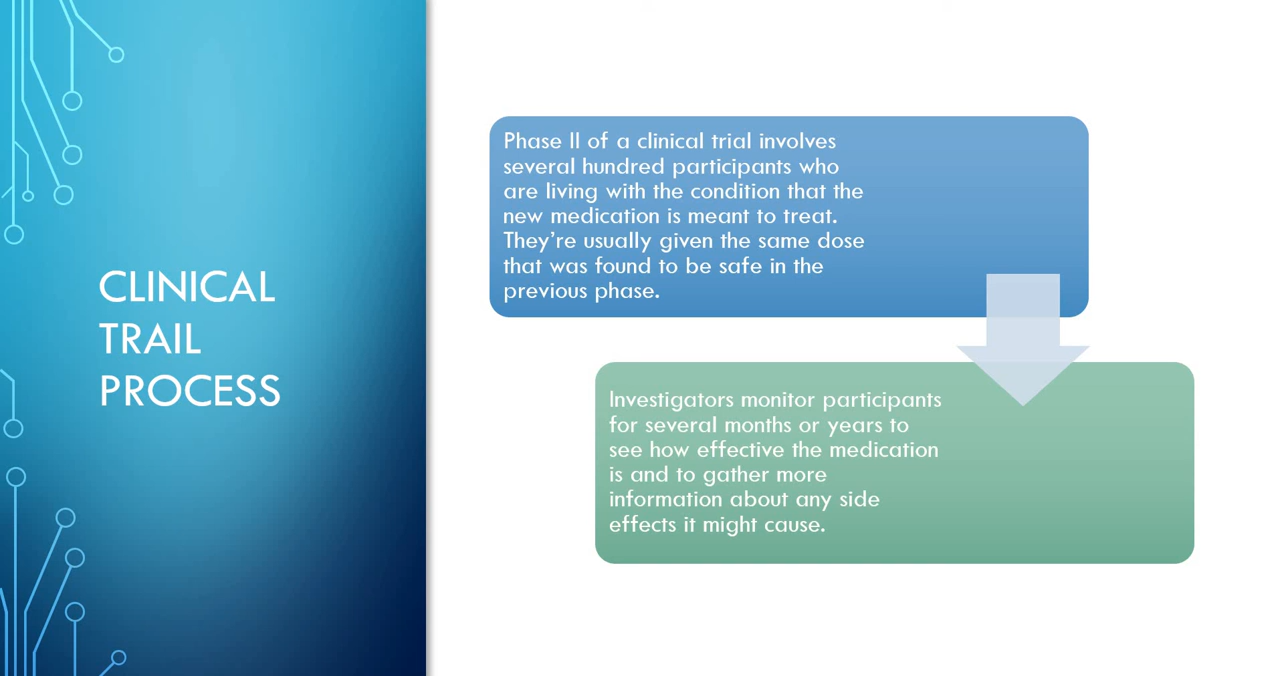 CLINICAL
TRAIL
PROCESS
Phase II of a clinical trial involves
several hundred participants who
are living with the condition that the
new medication is meant to treat.
They’re usually given the same dose
that was found to be safe in the
previous phase.
Investigators monitor participants
for several months or years to
see how effective the medication
is and to gather more
information about any side
effects it might cause.